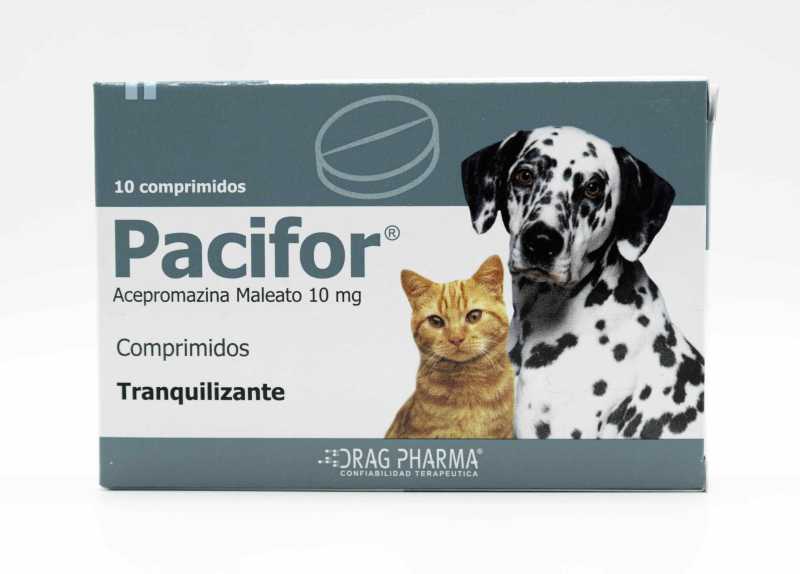 10 comprimidos
Pacifor®
Acepromazina Maleato 10 mg
Comprimidos
Tranquilizante
DRAG PHARMA®
CONFIABILIDAD TERAPEUTICA